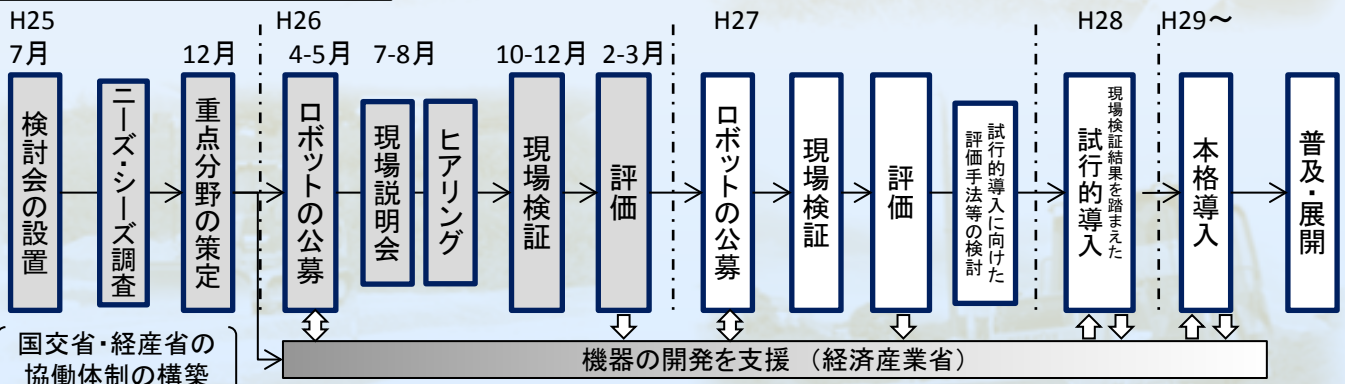 H25
H26
H27
H28
H29～
7月
12月
4-5月
7-8月
10-12月
2-3月
検討会の設置
ニーズ・シーズ調査
重点分野の策定
ロボットの公募
現場説明会
ヒアリング
現場検証
評価
ロボットの公募
現場検証
評価
試行的導入に向けた
評価手法等の検討
現場検証結果を踏まえた
試行的導入
本格導入
普及・展開
国交省・経産省の
協働体制の構築
機器の開発を支援 （経済産業省）